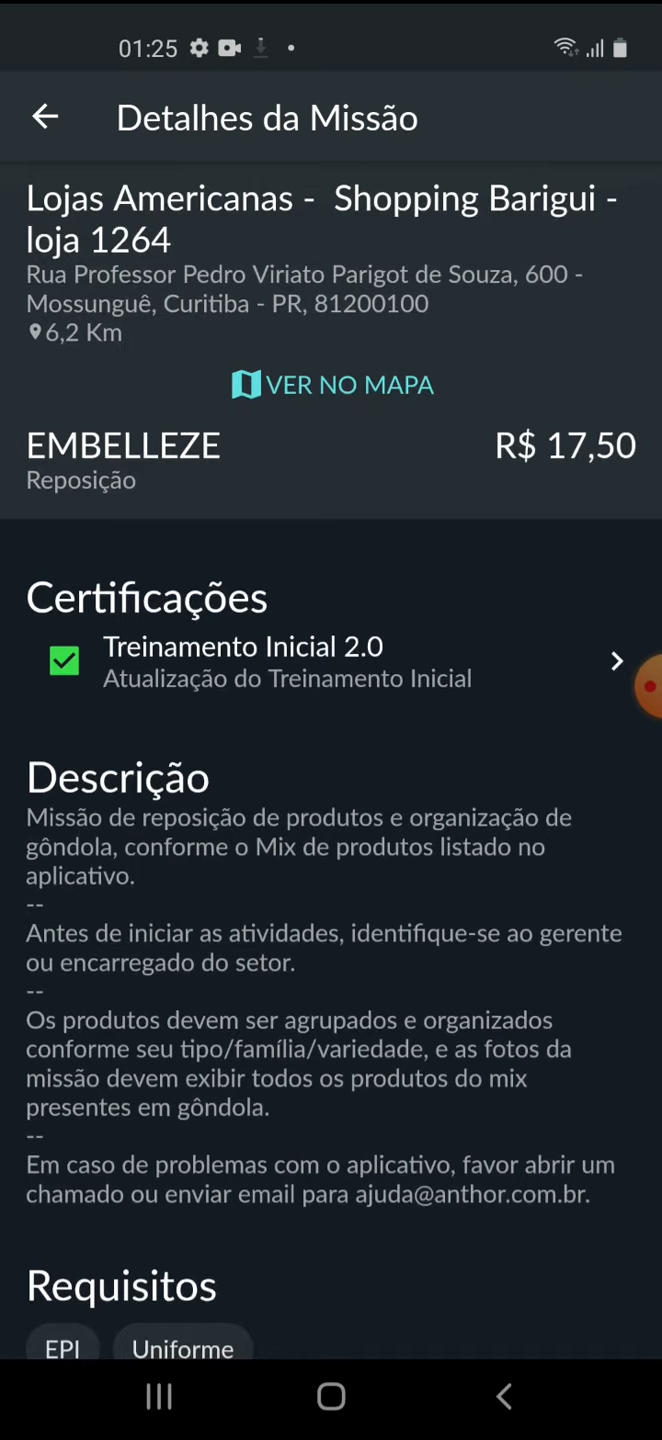 01:25
Detalhes da Missão
Lojas Americanas - Shopping Barigui -
loja 1264
Rua Professor Pedro Viriato Parigot de Souza, 600 -
Mossunguê, Curitiba - PR, 81200100
6,2 Km
VER NO MAPA
EMBELLEZE R$ 17,50
Reposição
Certificações
Treinamento Inicial 2.0
Atualização do Treinamento Inicial
Descrição
Missão de reposição de produtos e organização de
gôndola, conforme o Mix de produtos listado no
aplicativo.
--
Antes de iniciar as atividades, identifique-se ao gerente
ou encarregado do setor.
--
Os produtos devem ser agrupados e organizados
conforme seu tipo/família/variedade, e as fotos da
missão devem exibir todos os produtos do mix
presentes em gôndola.
--
Em caso de problemas com o aplicativo, favor abrir um
chamado ou enviar email para ajuda@anthor.com.br.
Requisitos
EPI Uniforme